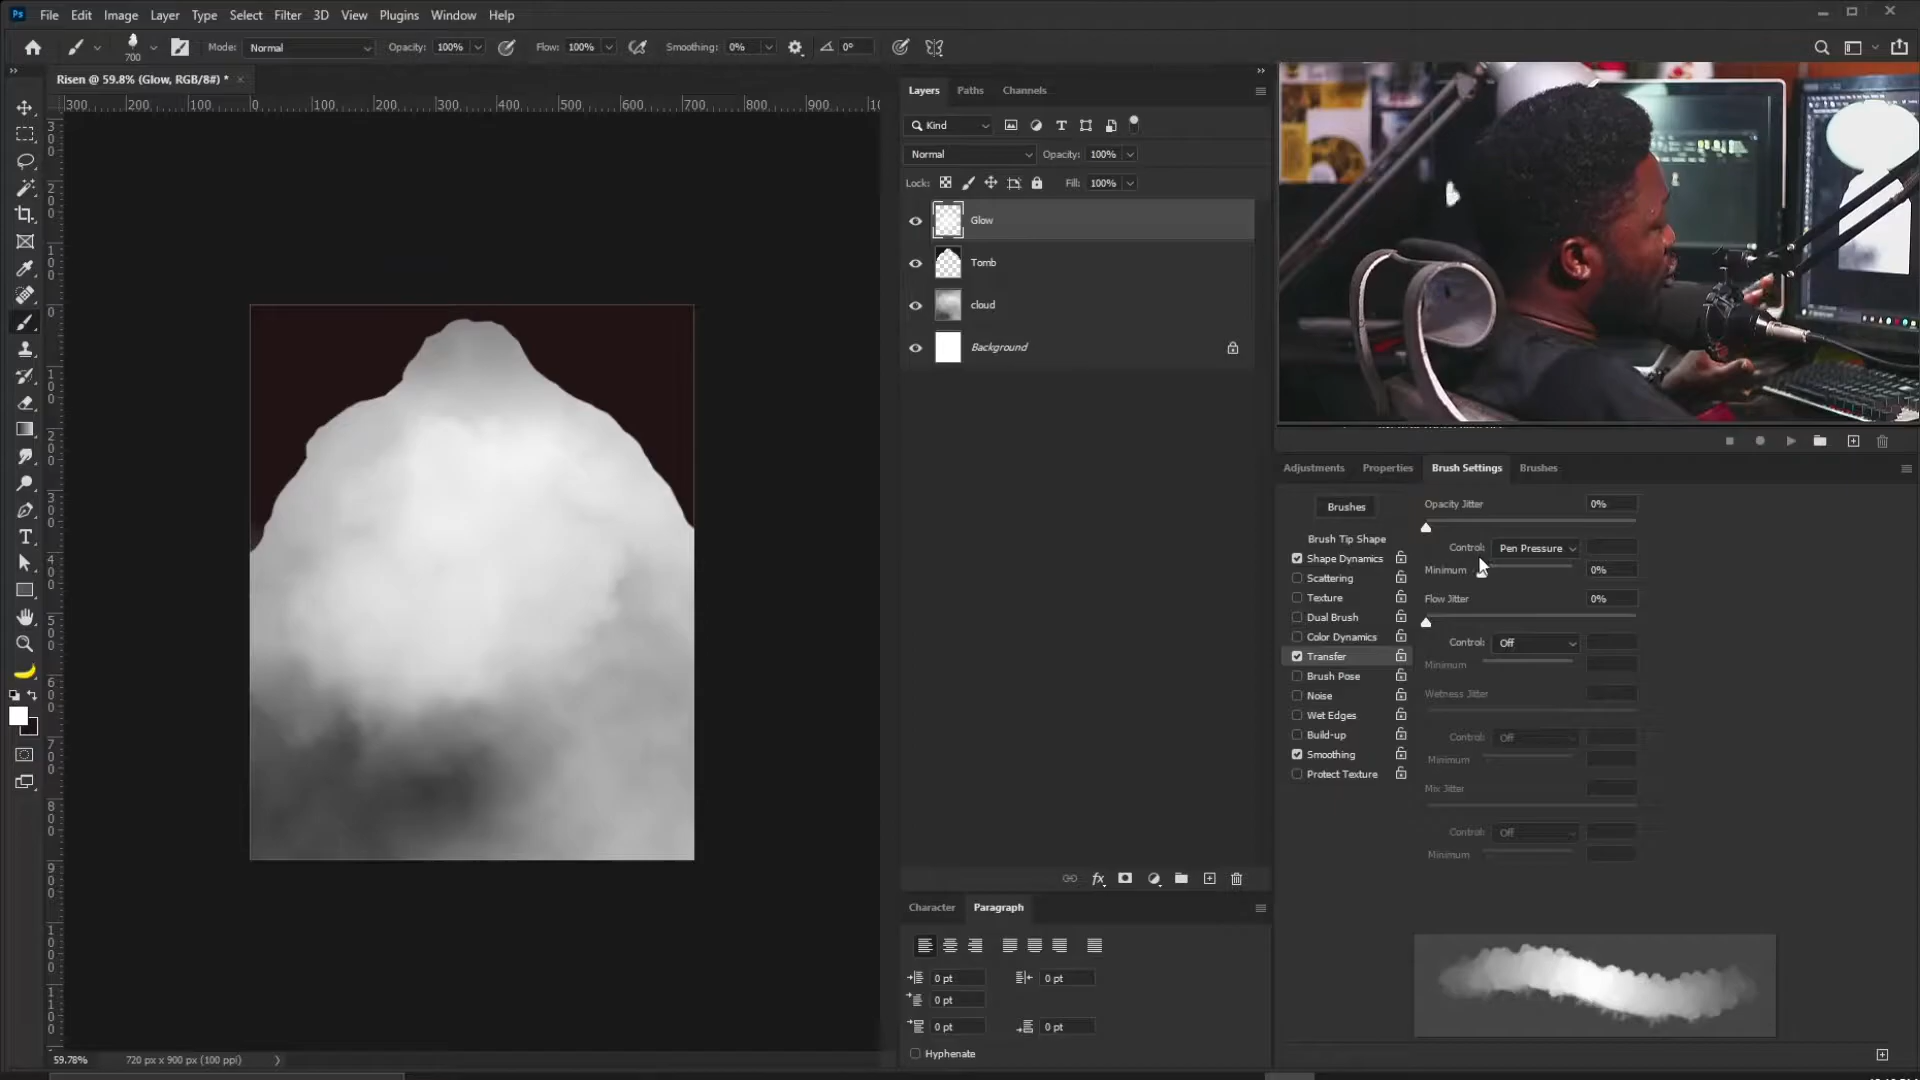 Ps File Edit Image Layer Type Select Filter 3D View Plugins Window Help
700 Mode: Normal Opacity: 100% Flow: 100% Smoothing: 0% 0°
Risen @ 59.8% (Glow, RGB/8#) *
300 200 100 0 100 200 300 400 500 600 700 800 900
Layers Paths Channels
Kind
Normal Opacity: 100%
Lock: Fill: 100%
Glow
Tomb
cloud
Background
Adjustments Properties Brush Settings Brushes
Brushes
Brush Tip Shape
Shape Dynamics
Scattering
Texture
Dual Brush
Color Dynamics
Transfer
Brush Pose
Noise
Wet Edges
Build-up
Smoothing
Protect Texture
Opacity Jitter 0%
Control: Pen Pressure
Minimum 0%
Flow Jitter 0%
Control: Off
Minimum
Wetness Jitter
Control: Off
Minimum
Mix Jitter
Control: Off
Minimum
Character Paragraph
0 pt 0 pt
0 pt
0 pt 0 pt
Hyphenate
59.78% 720 px x 900 px (100 ppi)